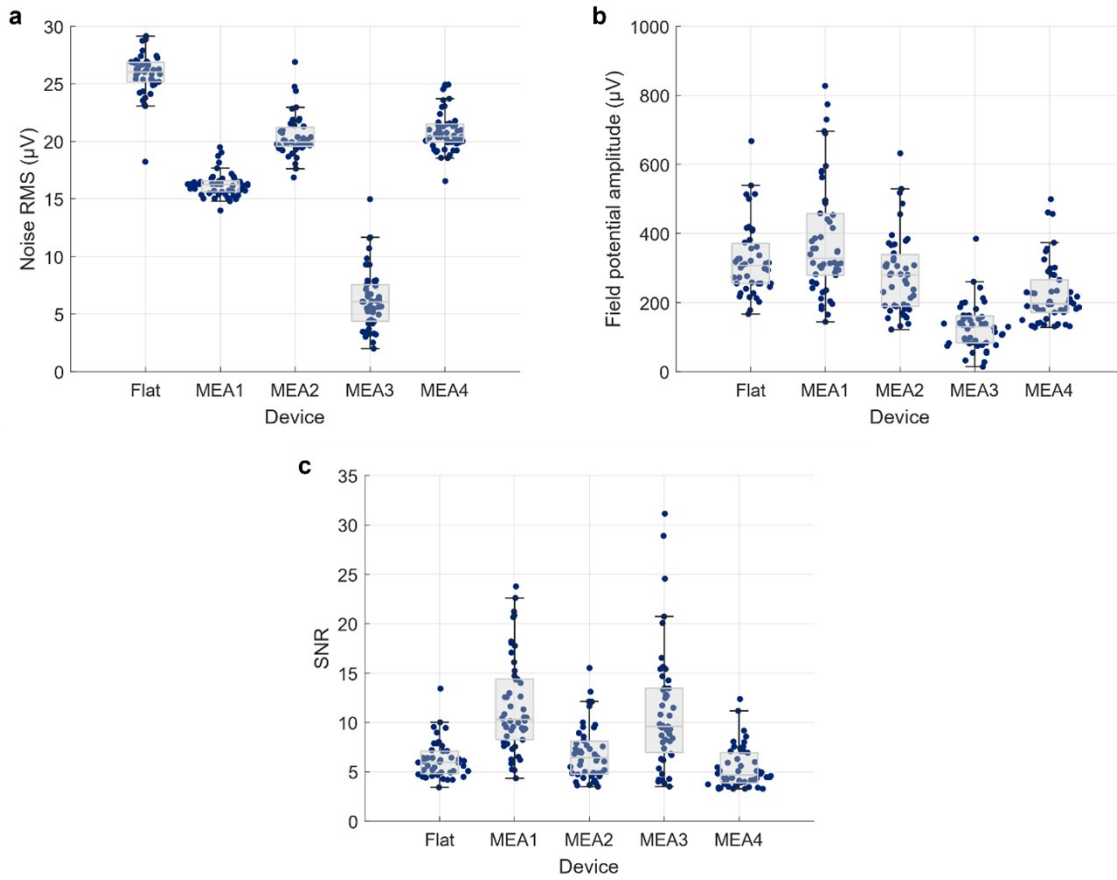 a
30
25
20
15
10
5
0
Noise RMS (µV)
Flat MEA1 MEA2 MEA3 MEA4
Device
b
1000
800
600
400
200
0
Field potential amplitude (µV)
Flat MEA1 MEA2 MEA3 MEA4
Device
c
35
30
25
20
15
10
5
0
SNR
Flat MEA1 MEA2 MEA3 MEA4
Device